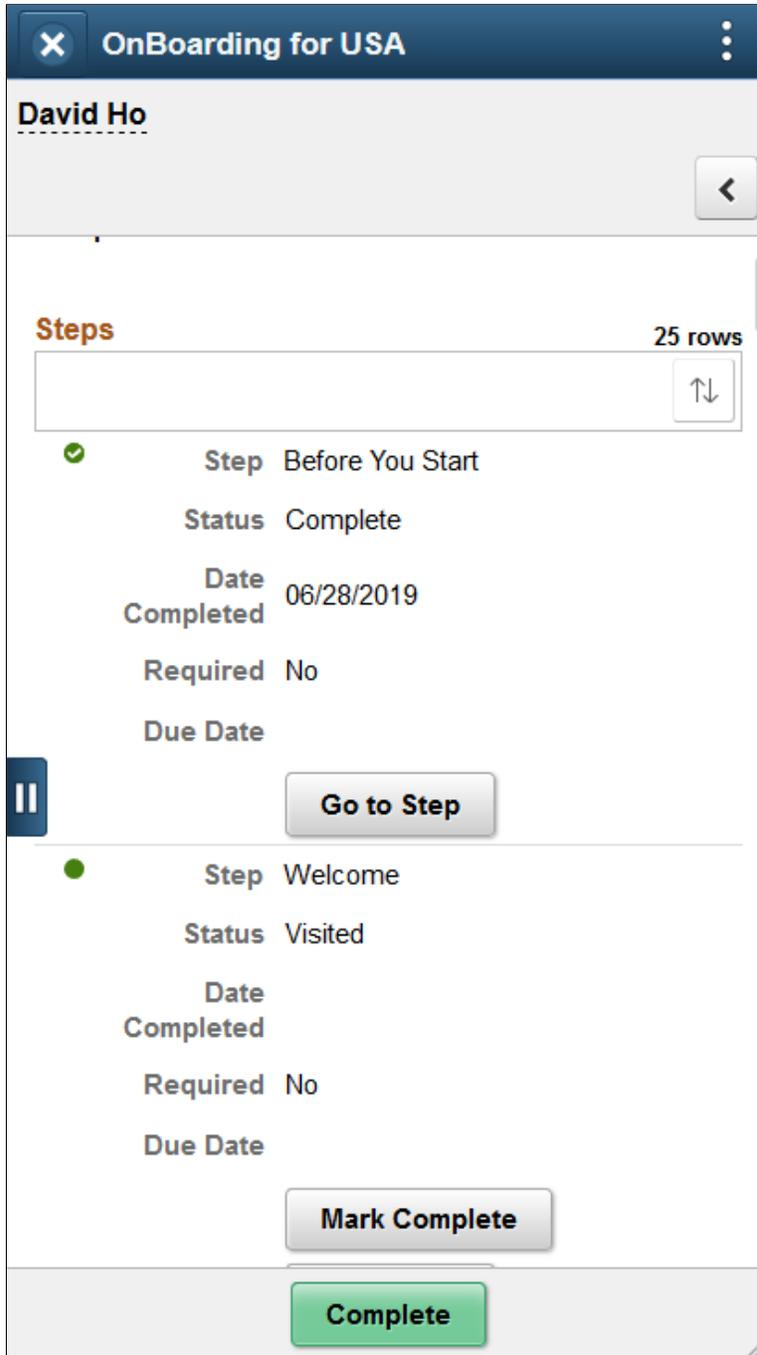 OnBoarding for USA
David Ho
Steps
25 rows
Step Before You Start
Status Complete
Date
Completed 06/28/2019
Required No
Due Date
Go to Step
Step Welcome
Status Visited
Date
Completed
Required No
Due Date
Mark Complete
Complete